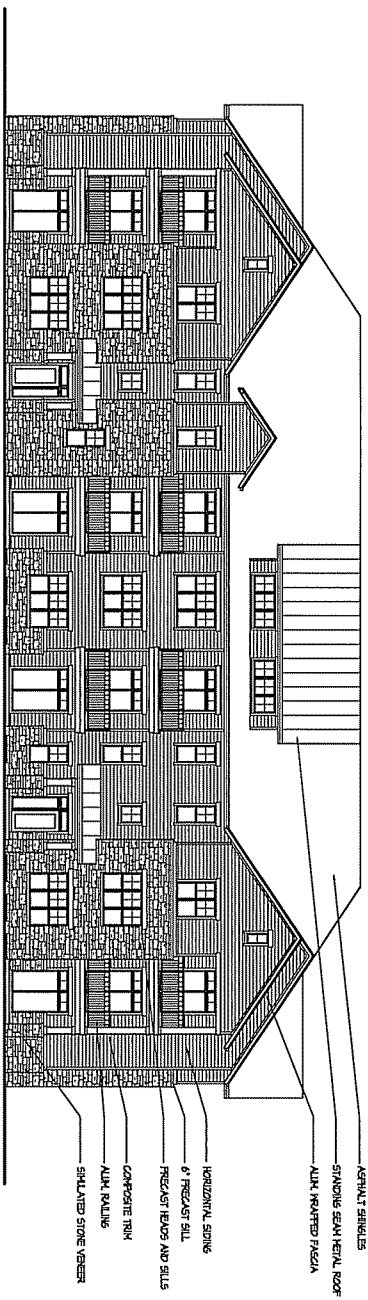 ASPHALT SHINGLES
STANDING SEAM METAL ROOF
ALUM. WRAPPED FASCIA
HORIZONTAL SIDING
6" PRECAST SILL
PRECAST HEADS AND SILLS
COMPOSITE TRIM
ALUM. RAILING
SIMULATED STONE VENEER